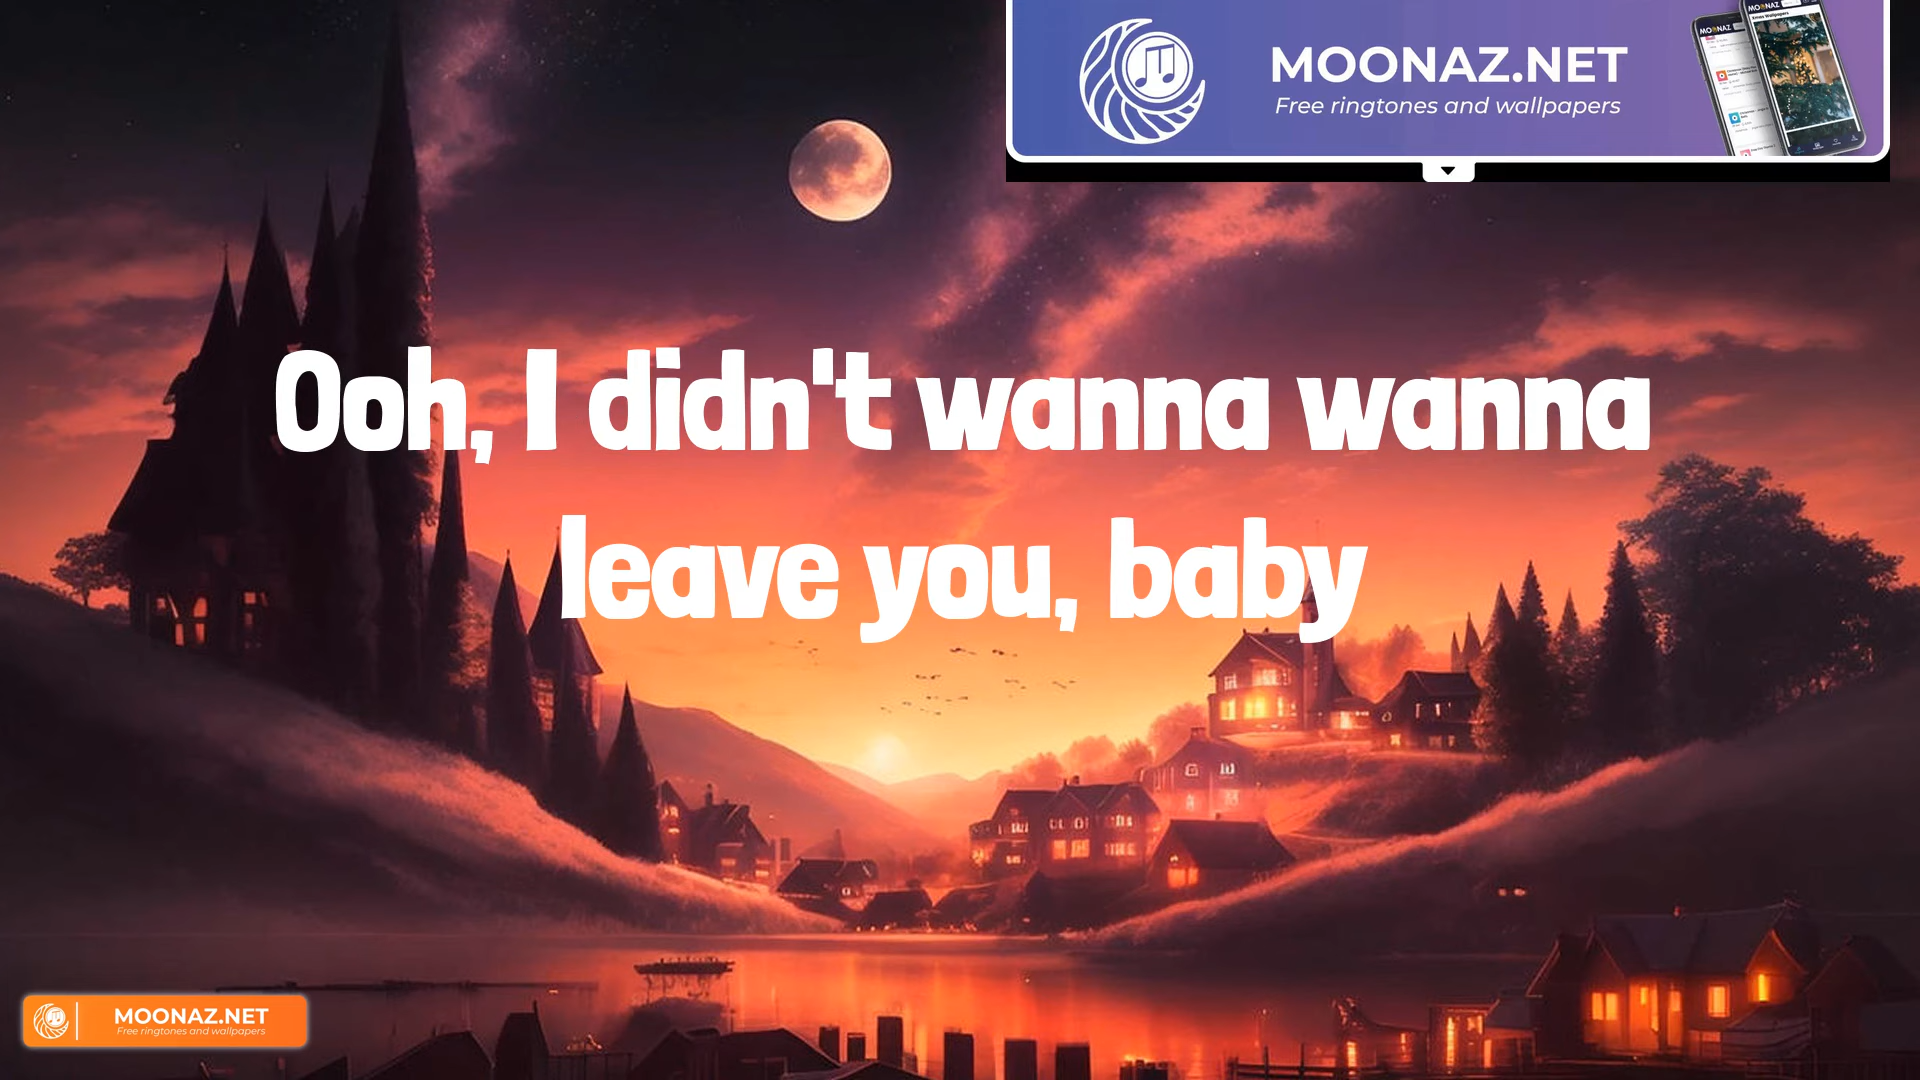 MOONAZ.NET
Free ringtones and wallpapers
Ooh, I didn't wanna wanna
leave you, baby
MOONAZ.NET
Free ringtones and wallpapers